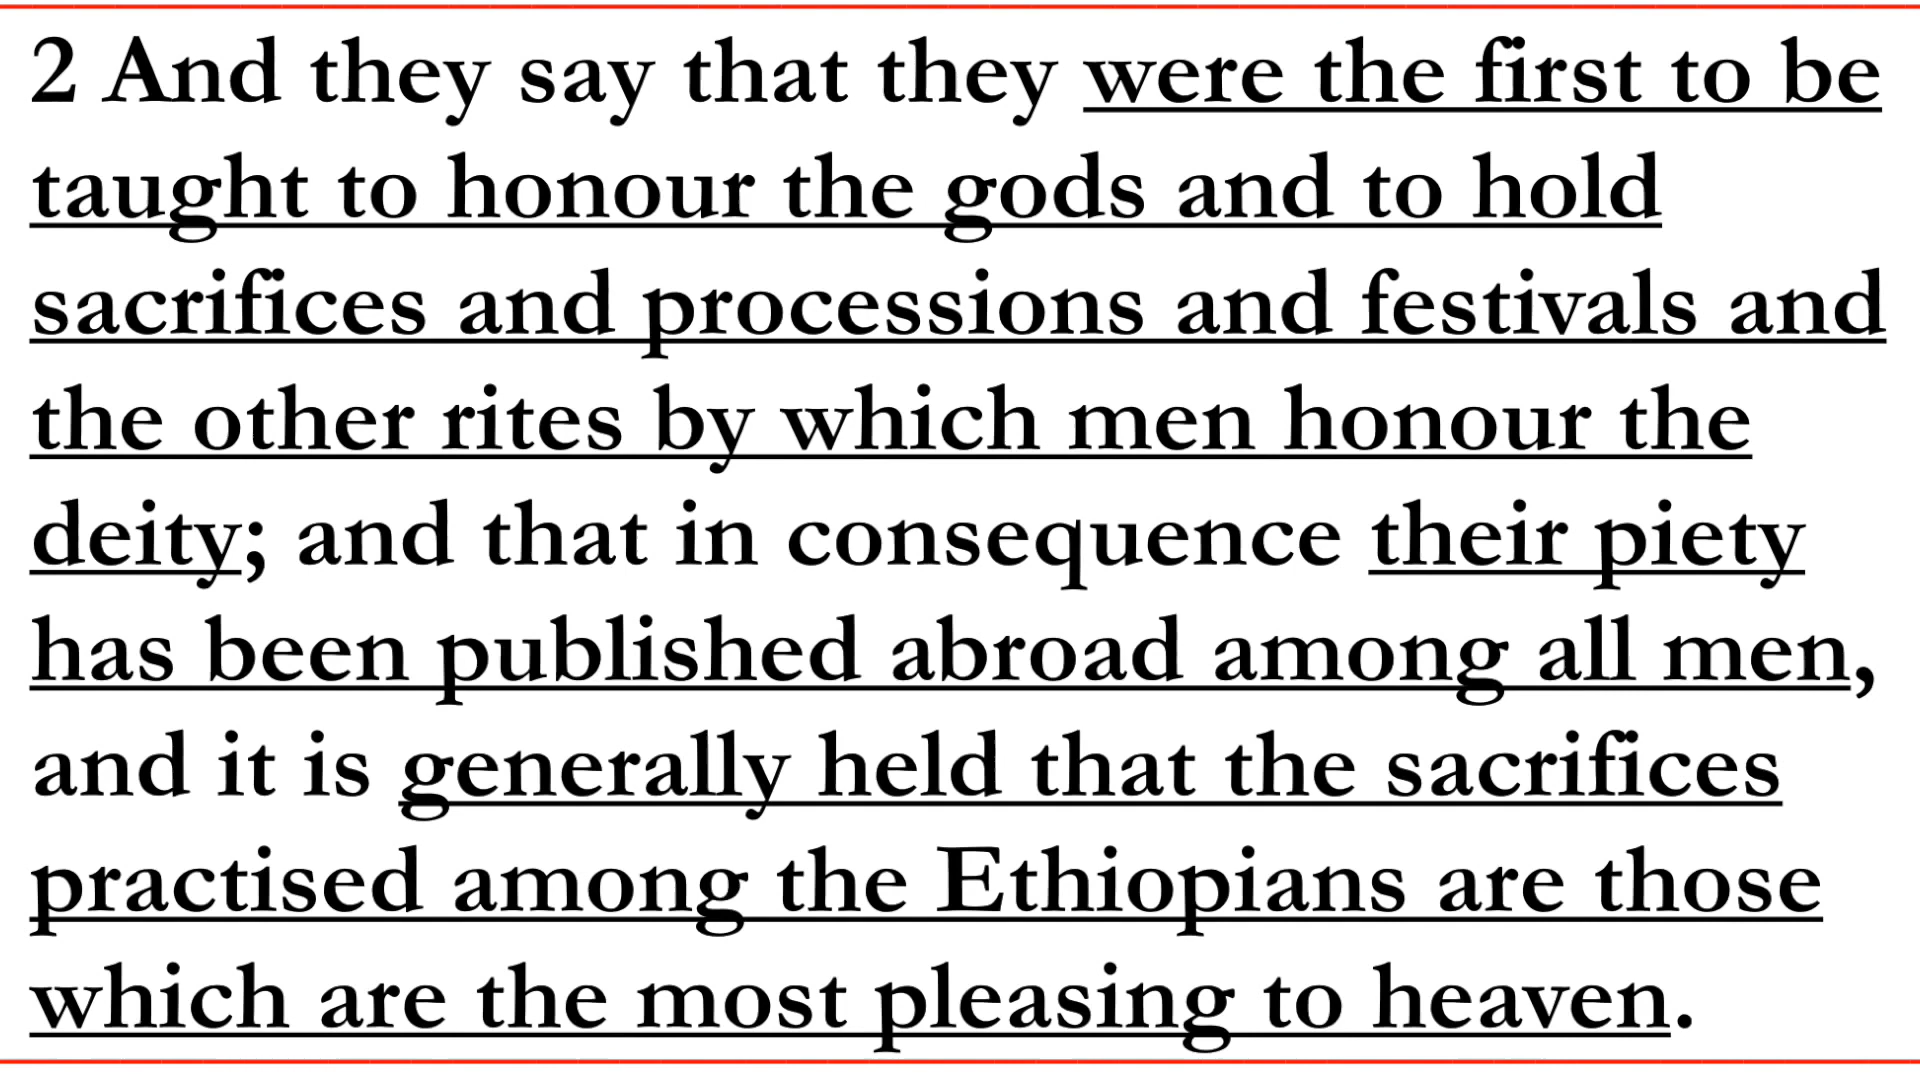 2 And they say that they were the first to be
taught to honour the gods and to hold
sacrifices and processions and festivals and
the other rites by which men honour the
deity; and that in consequence their piety
has been published abroad among all men,
and it is generally held that the sacrifices
practised among the Ethiopians are those
which are the most pleasing to heaven.